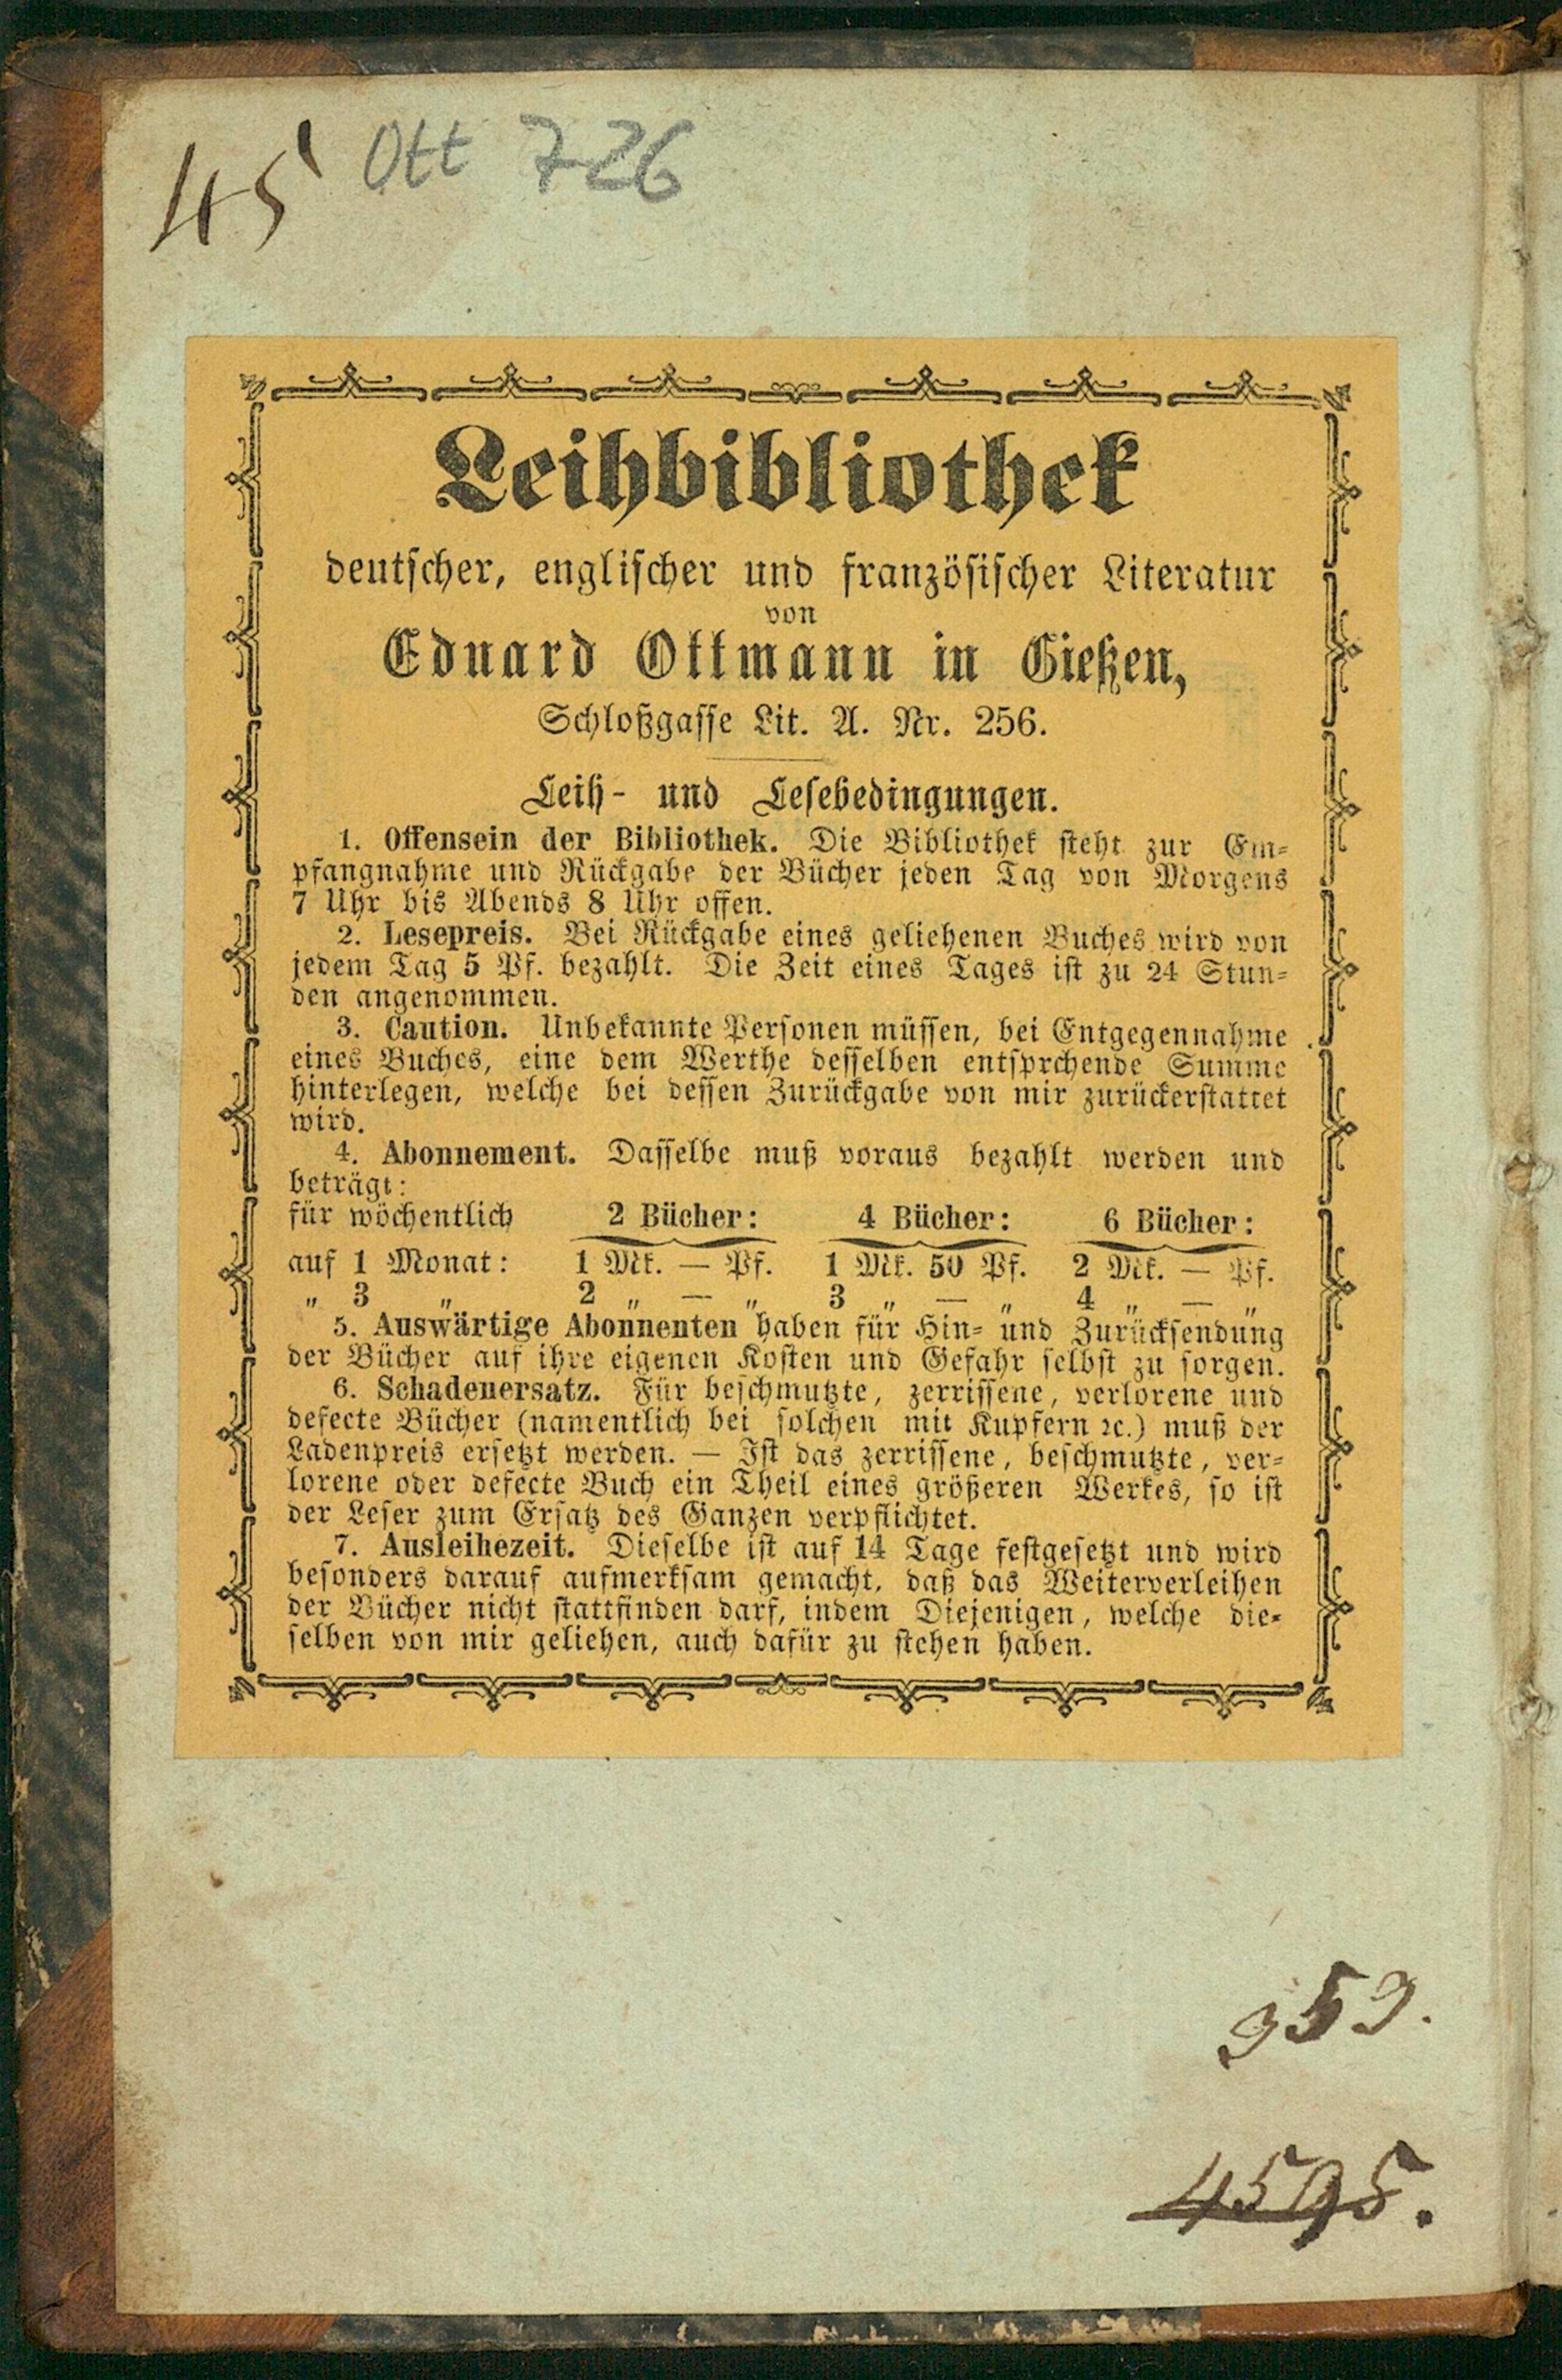 45 Ott 726
Leihbibliothek
deutscher, englischer und französischer Literatur
von
Eduard Ottmann in Gießen,
Schloßgasse Lit. A. Nr. 256.
Leih- und Lesebedingungen.
1. Offensein der Bibliothek. Die Bibliothek steht zur Em-
pfangnahme und Rückgabe der Bücher jeden Tag von Morgens
7 Uhr bis Abends 8 Uhr offen.
2. Lesepreis. Bei Rückgabe eines geliehenen Buches wird von
jedem Tag 5 Pf. bezahlt. Die Zeit eines Tages ist zu 24 Stun-
den angenommen.
3. Caution. Unbekannte Personen müssen, bei Entgegennahme
eines Buches, eine dem Werthe desselben entsprchende Summe
hinterlegen, welche bei dessen Zurückgabe von mir zurückerstattet
wird.
4. Abonnement. Dasselbe muß voraus bezahlt werden und
beträgt:
für wöchentlich 2 Bücher: 4 Bücher: 6 Bücher:
auf 1 Monat: 1 Mk. — Pf. 1 Mk. 50 Pf. 2 Mk. — Pf.
" 3 " 2 " — " 3 " — " 4 " — "
5. Auswärtige Abonnenten haben für Hin- und Zurücksendung
der Bücher auf ihre eigenen Kosten und Gefahr selbst zu sorgen.
6. Schadenersatz. Für beschmutzte, zerrissene, verlorene und
defecte Bücher (namentlich bei solchen mit Kupfern ꝛc.) muß der
Ladenpreis ersetzt werden. — Ist das zerrissene, beschmutzte, ver-
lorene oder defecte Buch ein Theil eines größeren Werkes, so ist
der Leser zum Ersatz des Ganzen verpflichtet.
7. Ausleihezeit. Dieselbe ist auf 14 Tage festgesetzt und wird
besonders darauf aufmerksam gemacht, daß das Weiterverleihen
der Bücher nicht stattfinden darf, indem Diejenigen, welche die-
selben von mir geliehen, auch dafür zu stehen haben.
959.
4595.